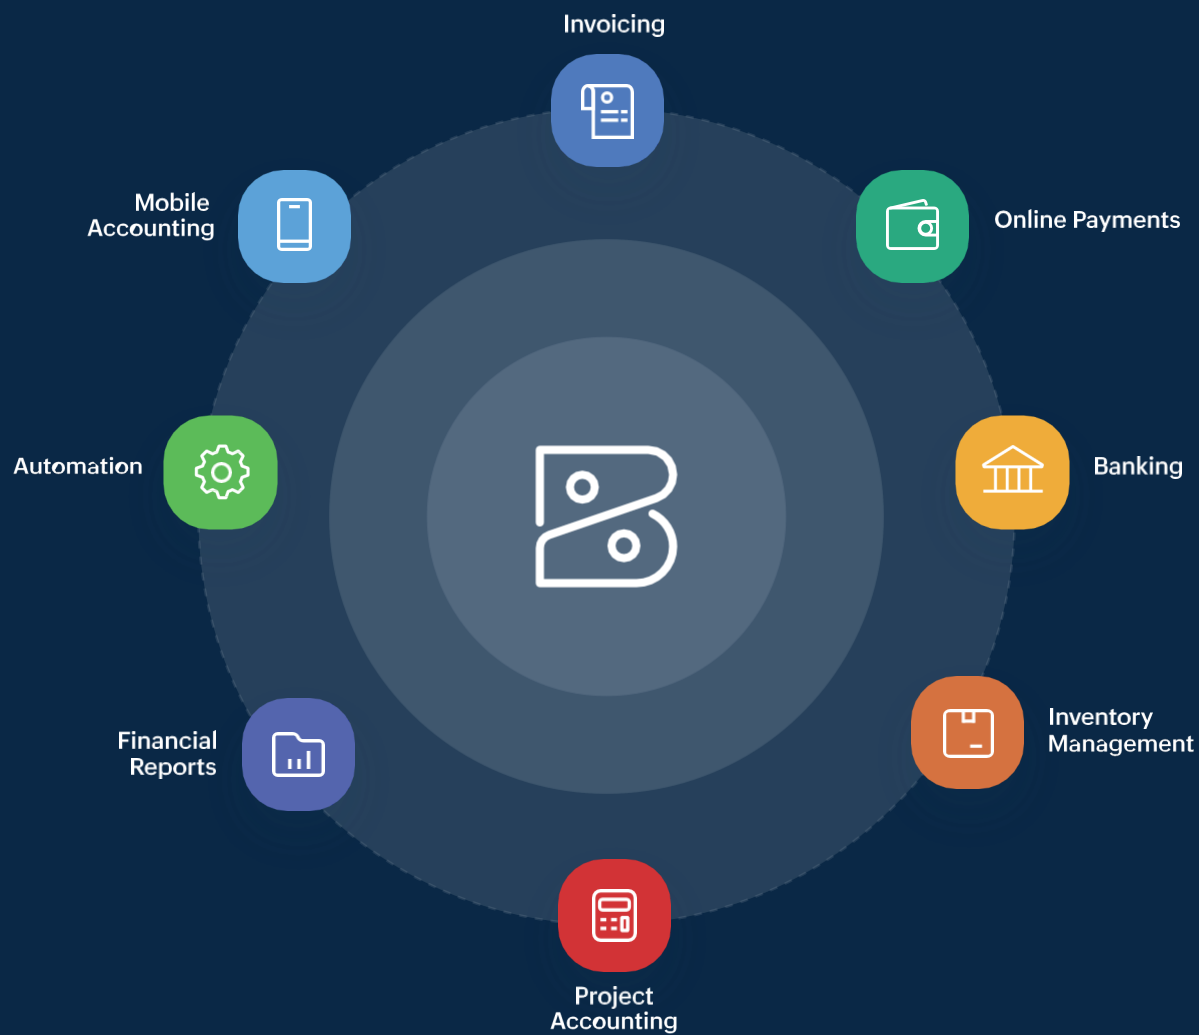 Invoicing
Mobile
Accounting
Online Payments
Automation
Banking
Financial
Reports
Inventory
Management
Project
Accounting